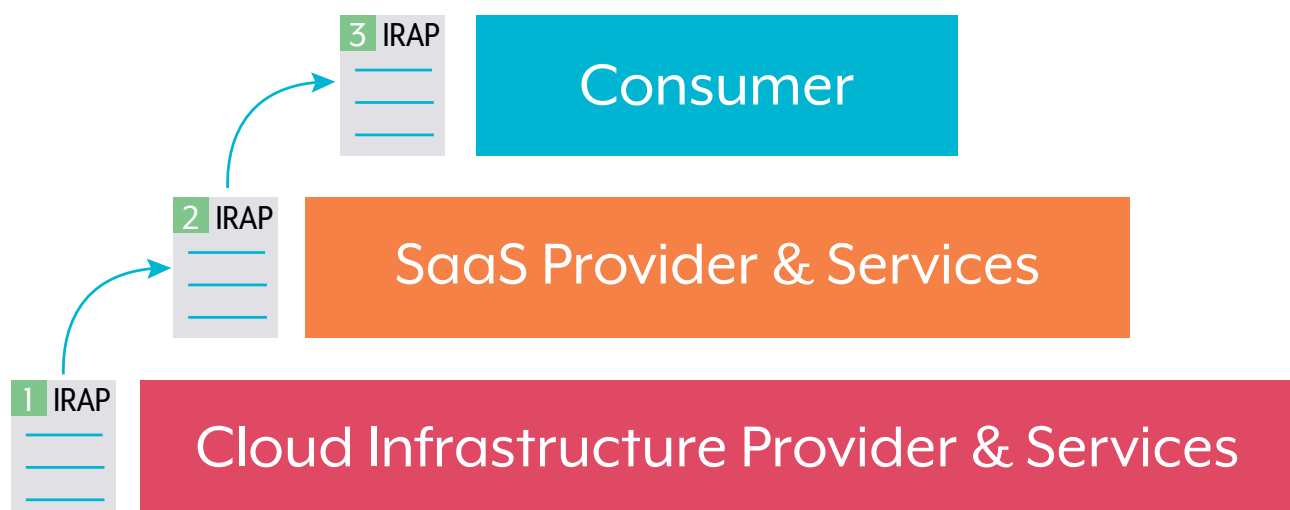 3 IRAP
Consumer
2 IRAP
SaaS Provider & Services
1 IRAP
Cloud Infrastructure Provider & Services